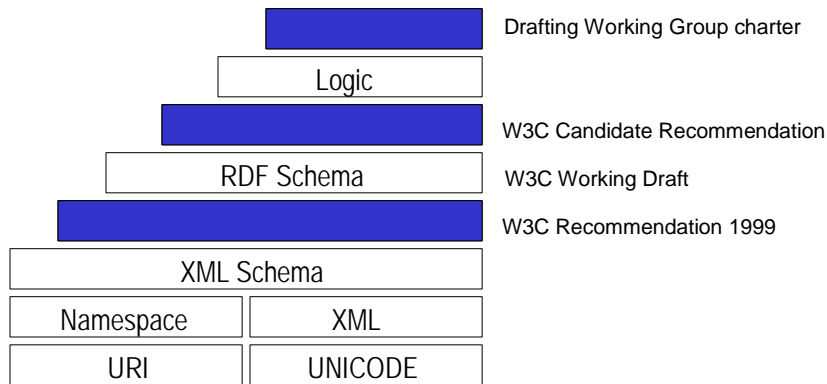 Drafting Working Group charter
Logic
W3C Candidate Recommendation
RDF Schema W3C Working Draft
W3C Recommendation 1999
XML Schema
Namespace XML
URI UNICODE